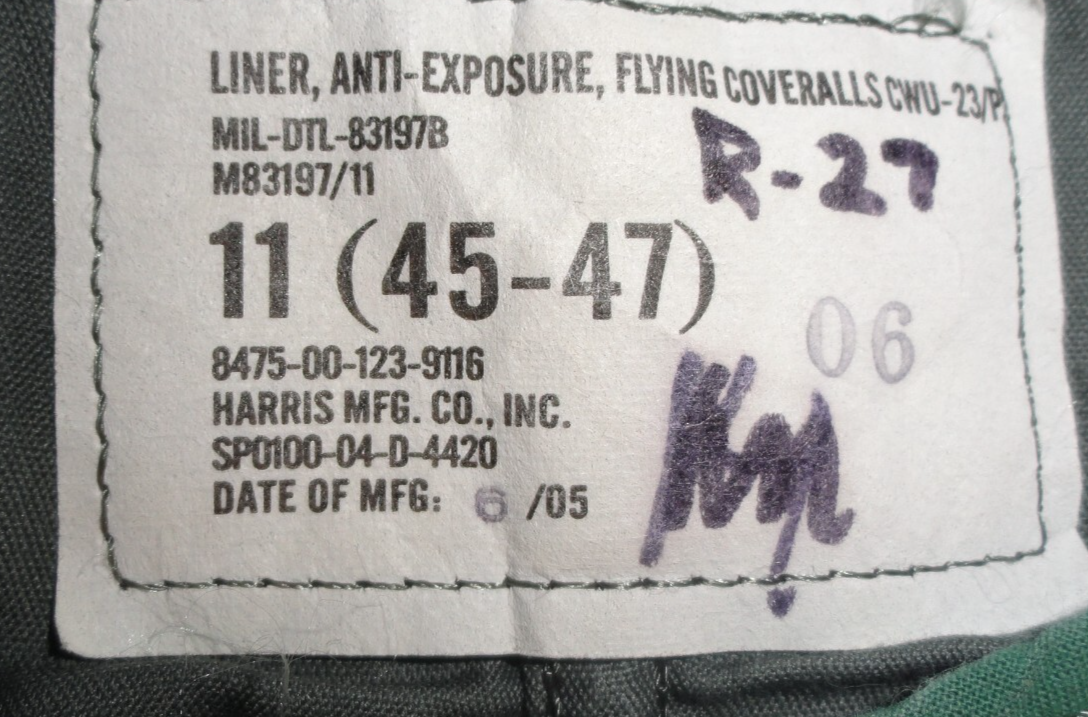 LINER, ANTI-EXPOSURE, FLYING COVERALLS CWU-23/P
MIL-DTL-83197B
M83197/11
R-27
11 (45-47)
06
8475-00-123-9116
HARRIS MFG. CO., INC.
SP0100-04-D-4420
DATE OF MFG: 6 /05